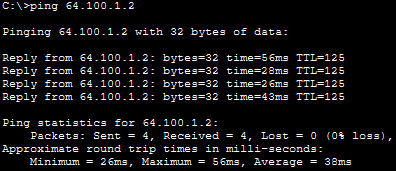 C:\>ping 64.100.1.2
Pinging 64.100.1.2 with 32 bytes of data:
Reply from 64.100.1.2: bytes=32 time=56ms TTL=125
Reply from 64.100.1.2: bytes=32 time=28ms TTL=125
Reply from 64.100.1.2: bytes=32 time=26ms TTL=125
Reply from 64.100.1.2: bytes=32 time=43ms TTL=125
Ping statistics for 64.100.1.2:
    Packets: Sent = 4, Received = 4, Lost = 0 (0% loss),
Approximate round trip times in milli-seconds:
    Minimum = 26ms, Maximum = 56ms, Average = 38ms